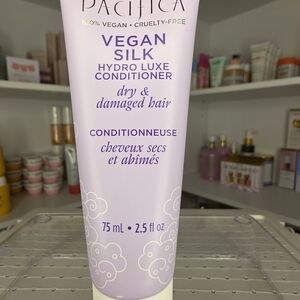 PACIFICA
100% VEGAN • CRUELTY-FREE
VEGAN
SILK
HYDRO LUXE
CONDITIONER
dry &
damaged hair
CONDITIONNEUSE
cheveux secs
et abîmés
75 mL • 2.5 fl oz